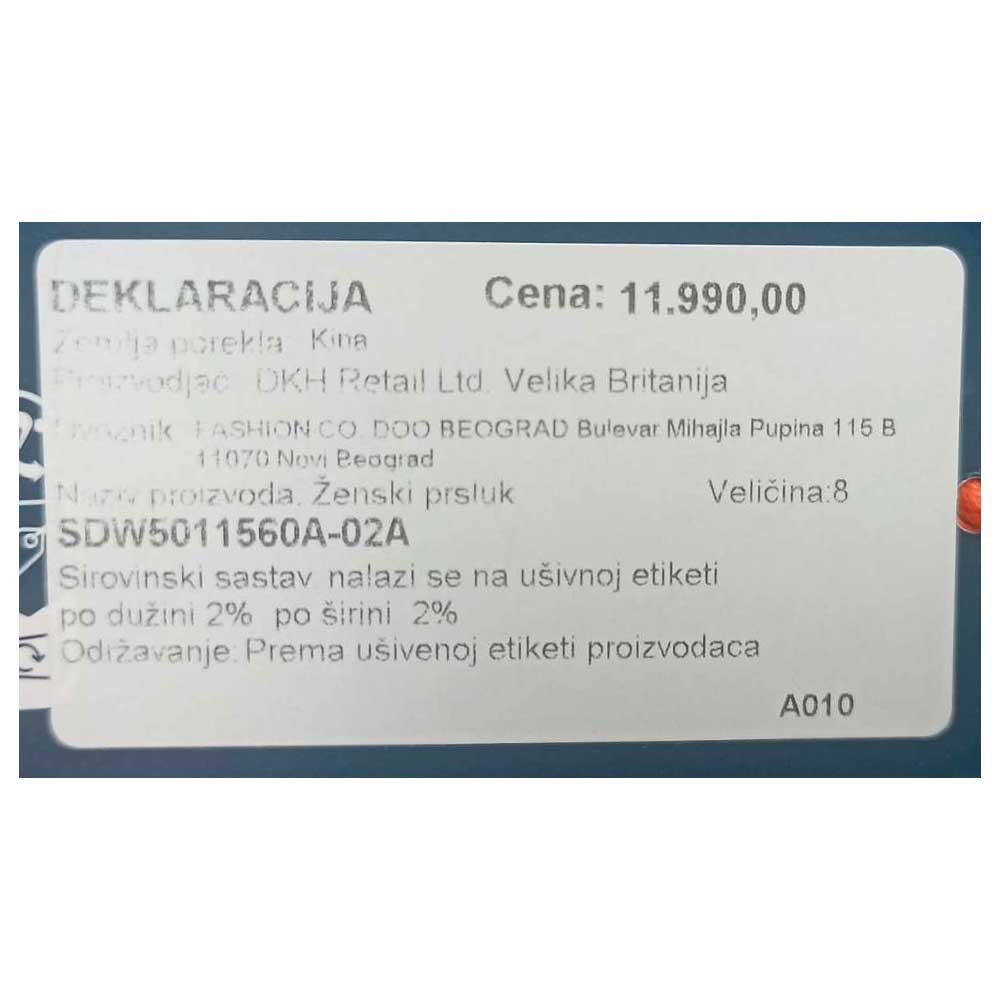 DEKLARACIJA Cena: 11.990,00
Zemlja porekla Kina
Proizvodjac: DKH Retail Ltd. Velika Britanija
Uvoznik FASHION CO. DOO BEOGRAD Bulevar Mihajla Pupina 115 B
11070 Novi Beograd
Naziv proizvoda: Ženski prsluk Veličina:8
SDW5011560A-02A
Sirovinski sastav nalazi se na ušivnoj etiketi
po dužini 2% po širini 2%
Održavanje: Prema ušivenoj etiketi proizvodaca
A010